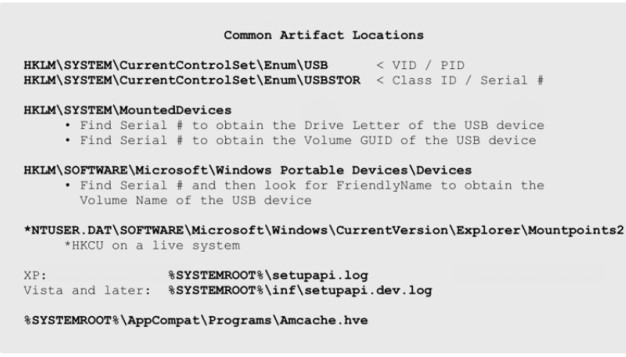 Common Artifact Locations
HKLM\SYSTEM\CurrentControlSet\Enum\USB < VID / PID
HKLM\SYSTEM\CurrentControlSet\Enum\USBSTOR < Class ID / Serial #
HKLM\SYSTEM\MountedDevices
• Find Serial # to obtain the Drive Letter of the USB device
• Find Serial # to obtain the Volume GUID of the USB device
HKLM\SOFTWARE\Microsoft\Windows Portable Devices\Devices
• Find Serial # and then look for FriendlyName to obtain the
Volume Name of the USB device
*NTUSER.DAT\SOFTWARE\Microsoft\Windows\CurrentVersion\Explorer\Mountpoints2
*HKCU on a live system
XP: %SYSTEMROOT%\setupapi.log
Vista and later: %SYSTEMROOT%\inf\setupapi.dev.log
%SYSTEMROOT%\AppCompat\Programs\Amcache.hve